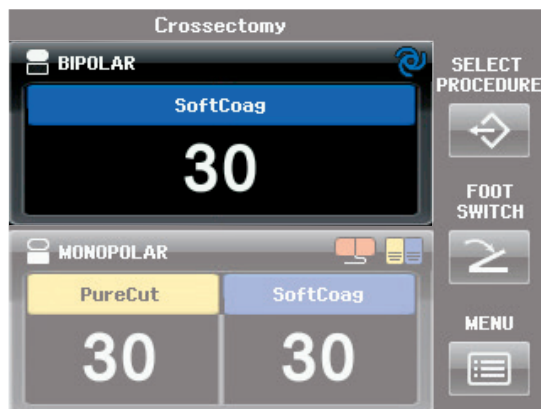 Crossectomy
BIPOLAR
SoftCoag
30
MONOPOLAR
PureCut
SoftCoag
30
30
SELECT
PROCEDURE
FOOT
SWITCH
MENU